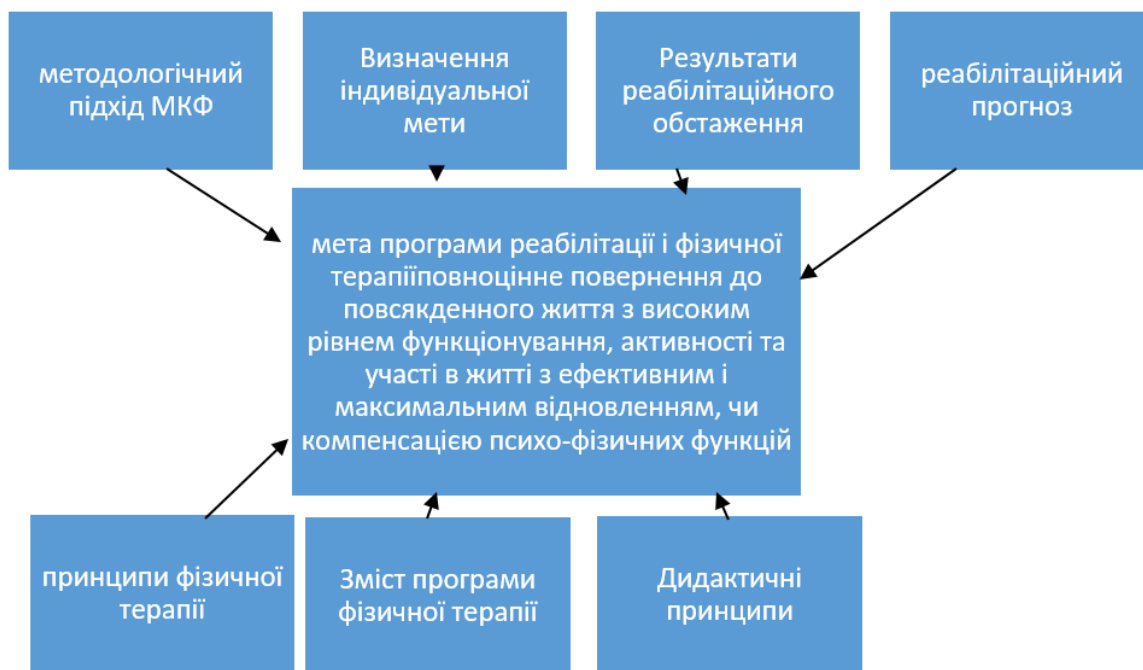 методологічний
підхід МКФ
Визначення
індивідуальної
мети
Результати
реабілітаційного
обстаження
реабілітаційний
прогноз
мета програми реабілітації і фізичної
терапіїповноцінне повернення до
повсякденного життя з високим
рівнем функціонування, активності та
участі в житті з ефективним і
максимальним відновленням, чи
компенсацією психо-фізичних функцій
принципи фізичної
терапії
Зміст програми
фізичної терапії
Дидактичні
принципи